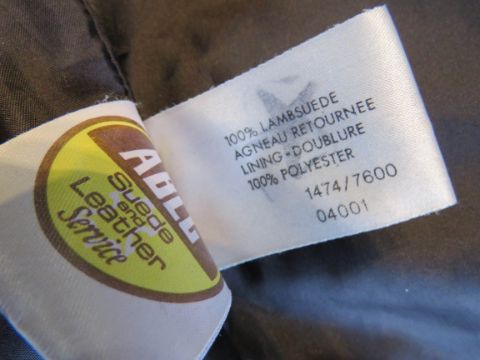 100% LAMBSUEDE
AGNEAU RETOURNEE
LINING-DOUBLURE
100% POLYESTER
1474/7600
04001
ABLE
Suede
and
Leather
Service